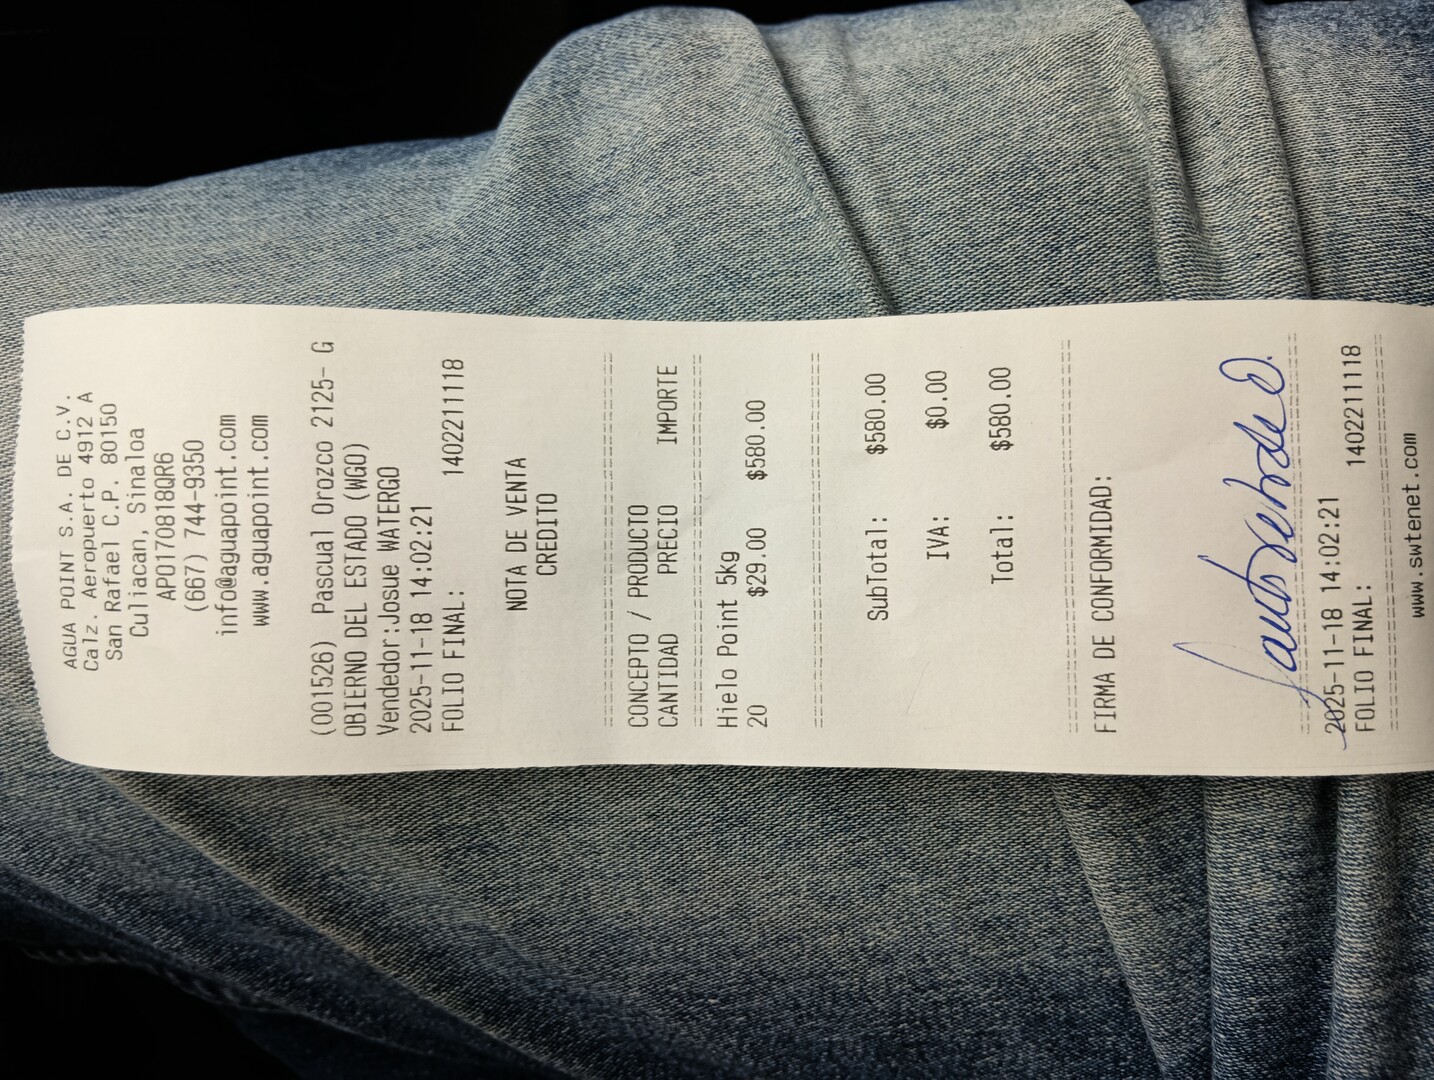 AGUA POINT S.A. DE C.V.
Calz. Aeropuerto 4912 A
San Rafael C.P. 80150
Culiacan, Sinaloa
APO170818QR6
(667) 744-9350
info@aguapoint.com
www.aguapoint.com
(001526) Pascual Orozco 2125- G
OBIERNO DEL ESTADO (WGO)
Vendedor:Josue WATERGO
2025-11-18 14:02:21
FOLIO FINAL: 1402211118
NOTA DE VENTA
CREDITO
CONCEPTO / PRODUCTO
CANTIDAD PRECIO IMPORTE
Hielo Point 5kg
20 $29.00 $580.00
SubTotal: $580.00
IVA: $0.00
Total: $580.00
FIRMA DE CONFORMIDAD:
2025-11-18 14:02:21
FOLIO FINAL: 1402211118
www.swtenet.com